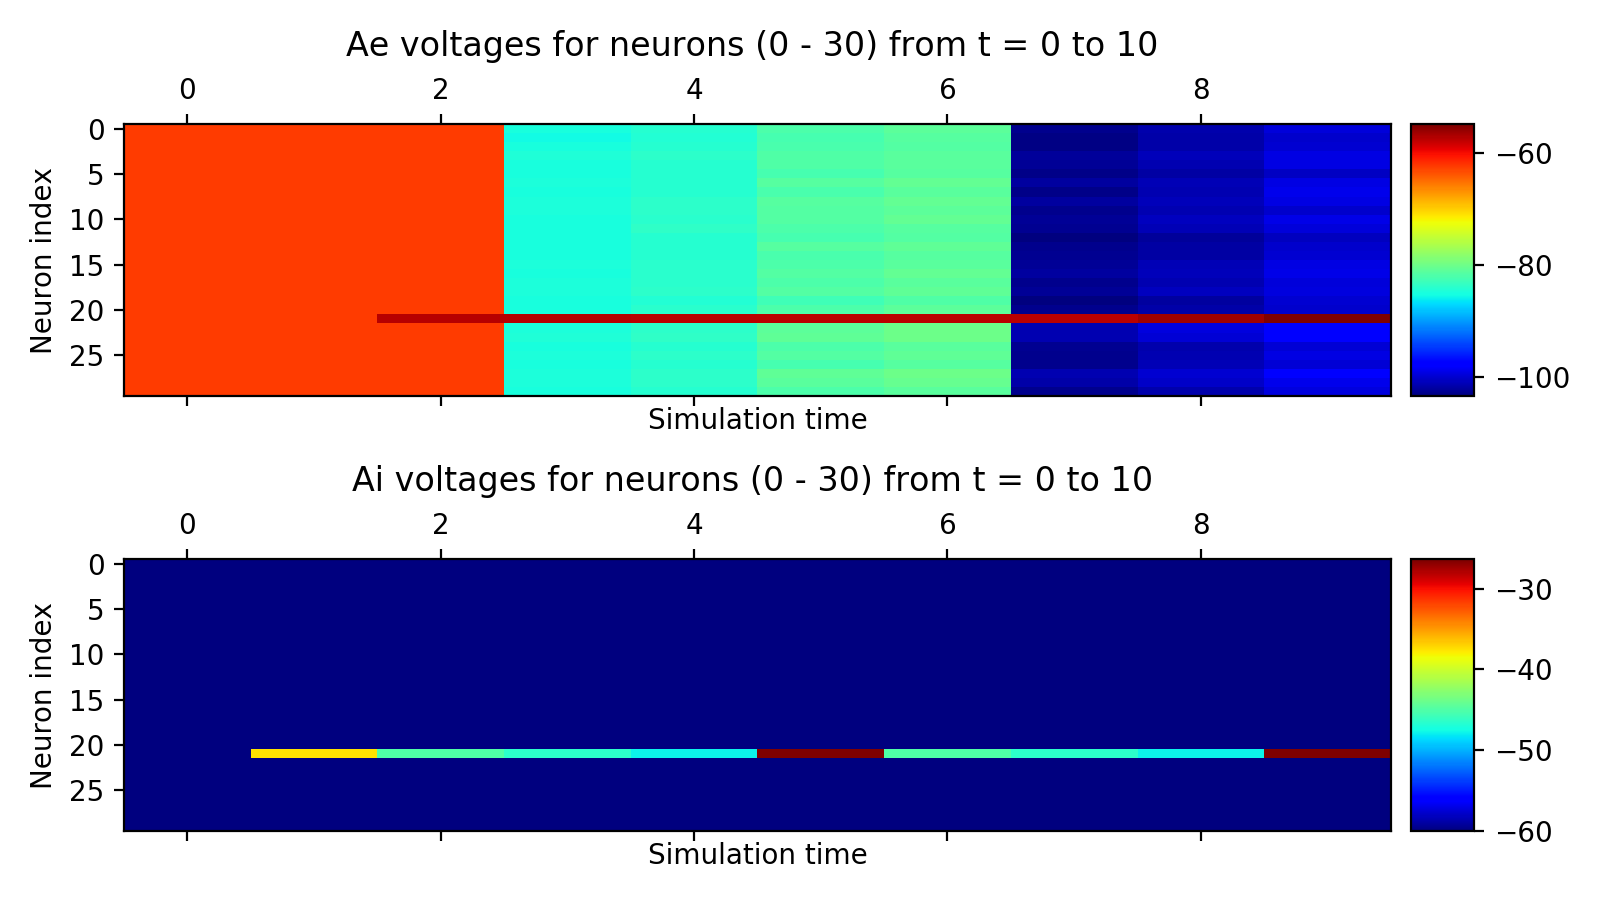 Ae voltages for neurons (0 - 30) from t = 0 to 10
0 2 4 6 8
0
5
10
15
20
25
Neuron index
Simulation time
−60
−80
−100
Ai voltages for neurons (0 - 30) from t = 0 to 10
0 2 4 6 8
0
5
10
15
20
25
Neuron index
Simulation time
−30
−40
−50
−60